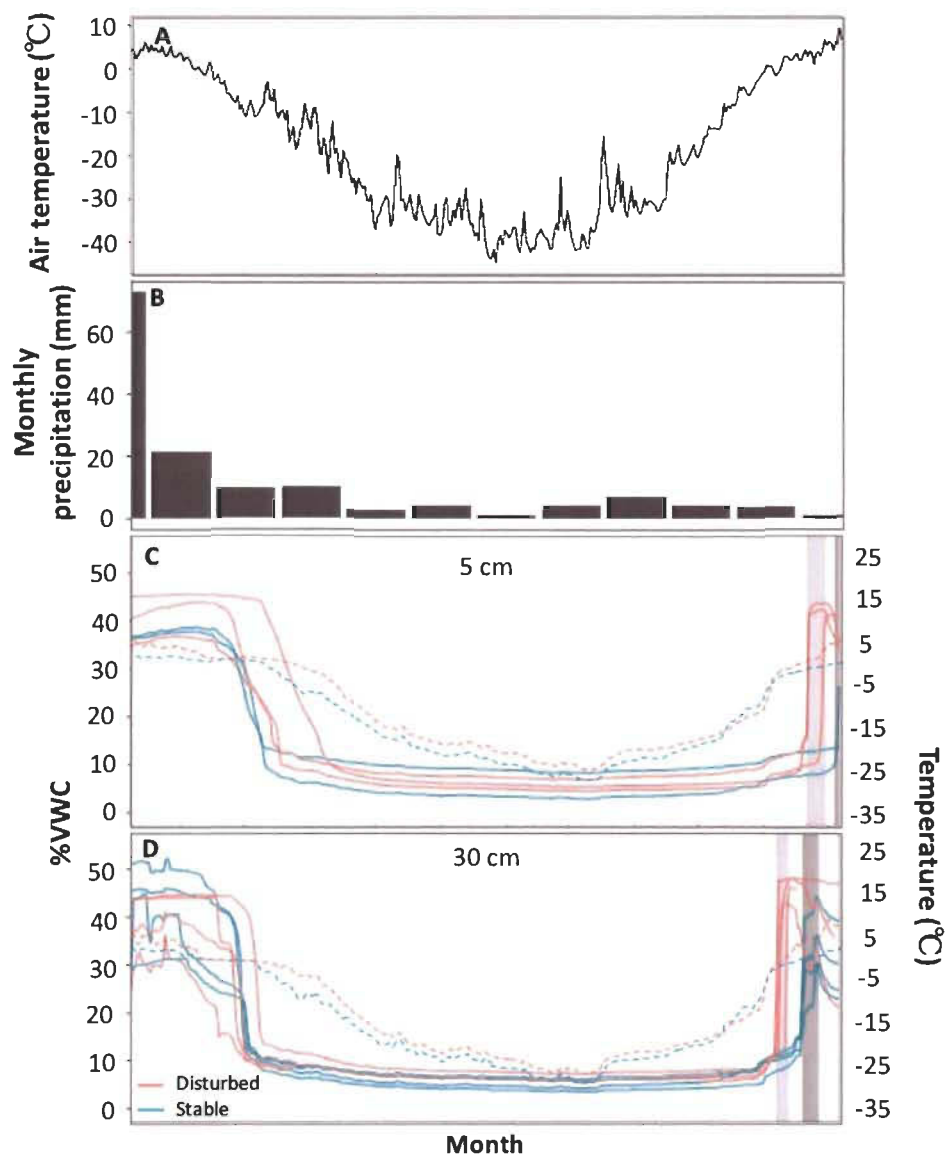 A
Air temperature (℃)
10
0
-10
-20
-30
-40
B
Monthly
precipitation (mm)
60
40
20
0
C
5 cm
50
40
30
20
10
0
25
15
5
-5
-15
-25
-35
%VWC
Temperature (℃)
D
30 cm
50
40
30
20
10
0
25
15
5
-5
-15
-25
-35
Disturbed
Stable
Month